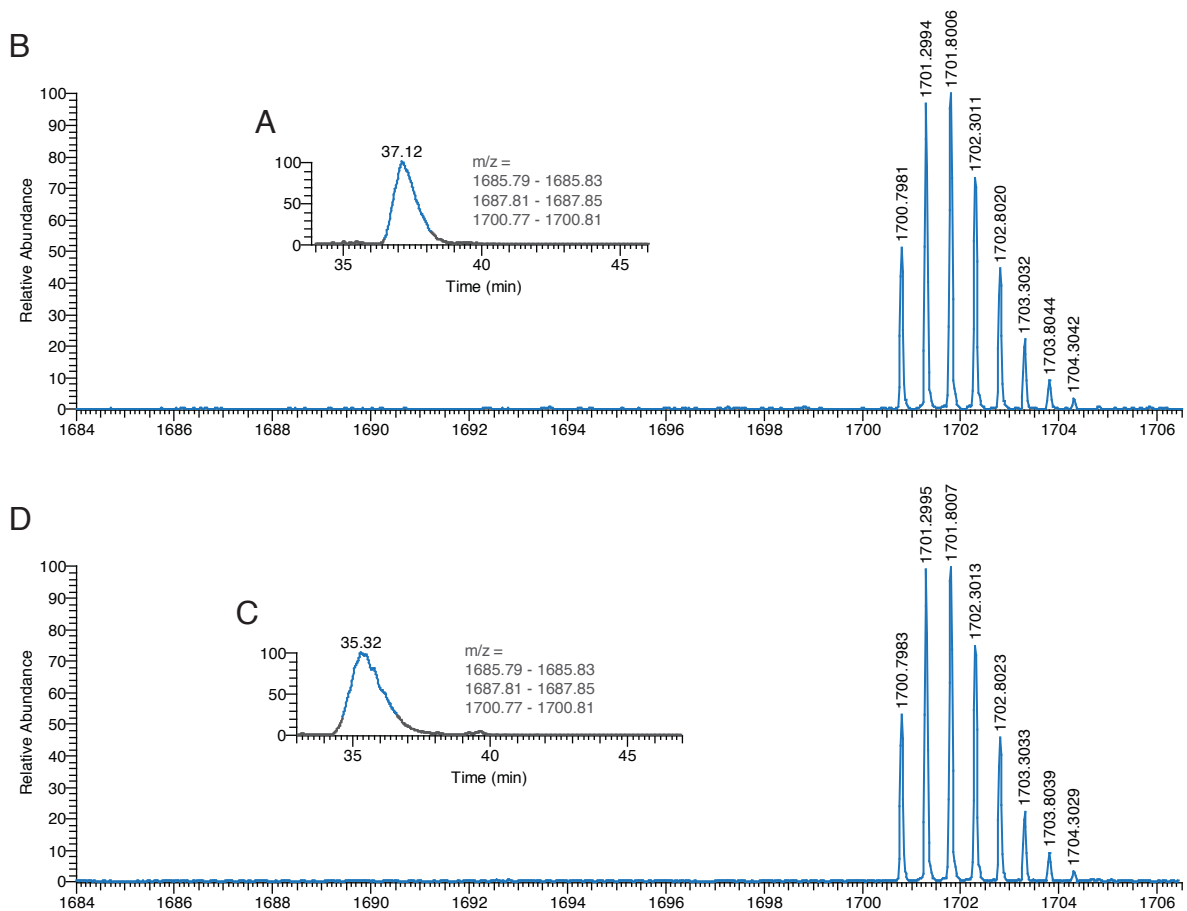 B
1700.7981
1701.2994
1701.8006
1702.3011
1702.8020
1703.3032
1703.8044
1704.3042
Relative Abundance
100
90
80
70
60
50
40
30
20
10
0
1684 1686 1688 1690 1692 1694 1696 1698 1700 1702 1704 1706
A
37.12
100
50
0
35 40 45
Time (min)
m/z =
1685.79 - 1685.83
1687.81 - 1687.85
1700.77 - 1700.81
D
1700.7983
1701.2995
1701.8007
1702.3013
1702.8023
1703.3033
1703.8039
1704.3029
Relative Abundance
100
90
80
70
60
50
40
30
20
10
0
1684 1686 1688 1690 1692 1694 1696 1698 1700 1702 1704 1706
C
35.32
100
50
0
35 40 45
Time (min)
m/z =
1685.79 - 1685.83
1687.81 - 1687.85
1700.77 - 1700.81